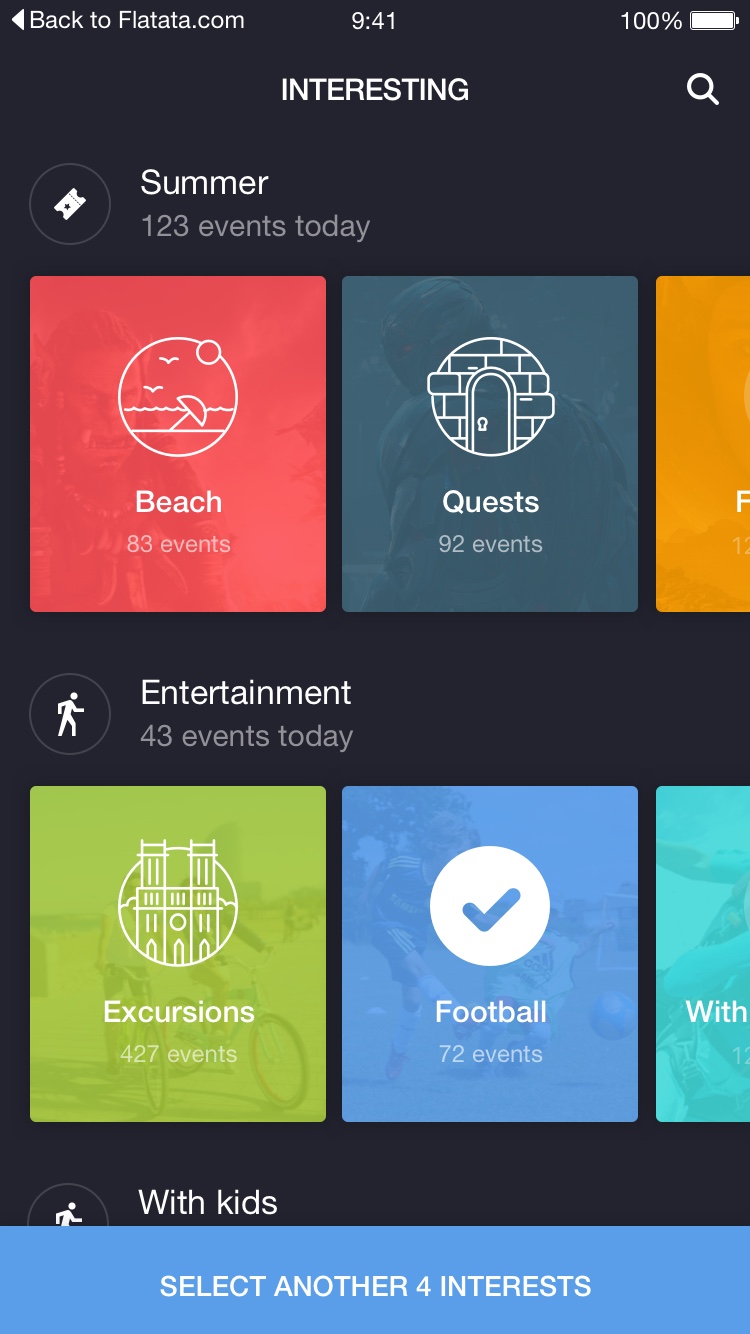 Back to Flatata.com 9:41 100%
INTERESTING
Summer
123 events today
Beach
83 events
Quests
92 events
F
12
Entertainment
43 events today
Excursions
427 events
Football
72 events
With
12
With kids
SELECT ANOTHER 4 INTERESTS